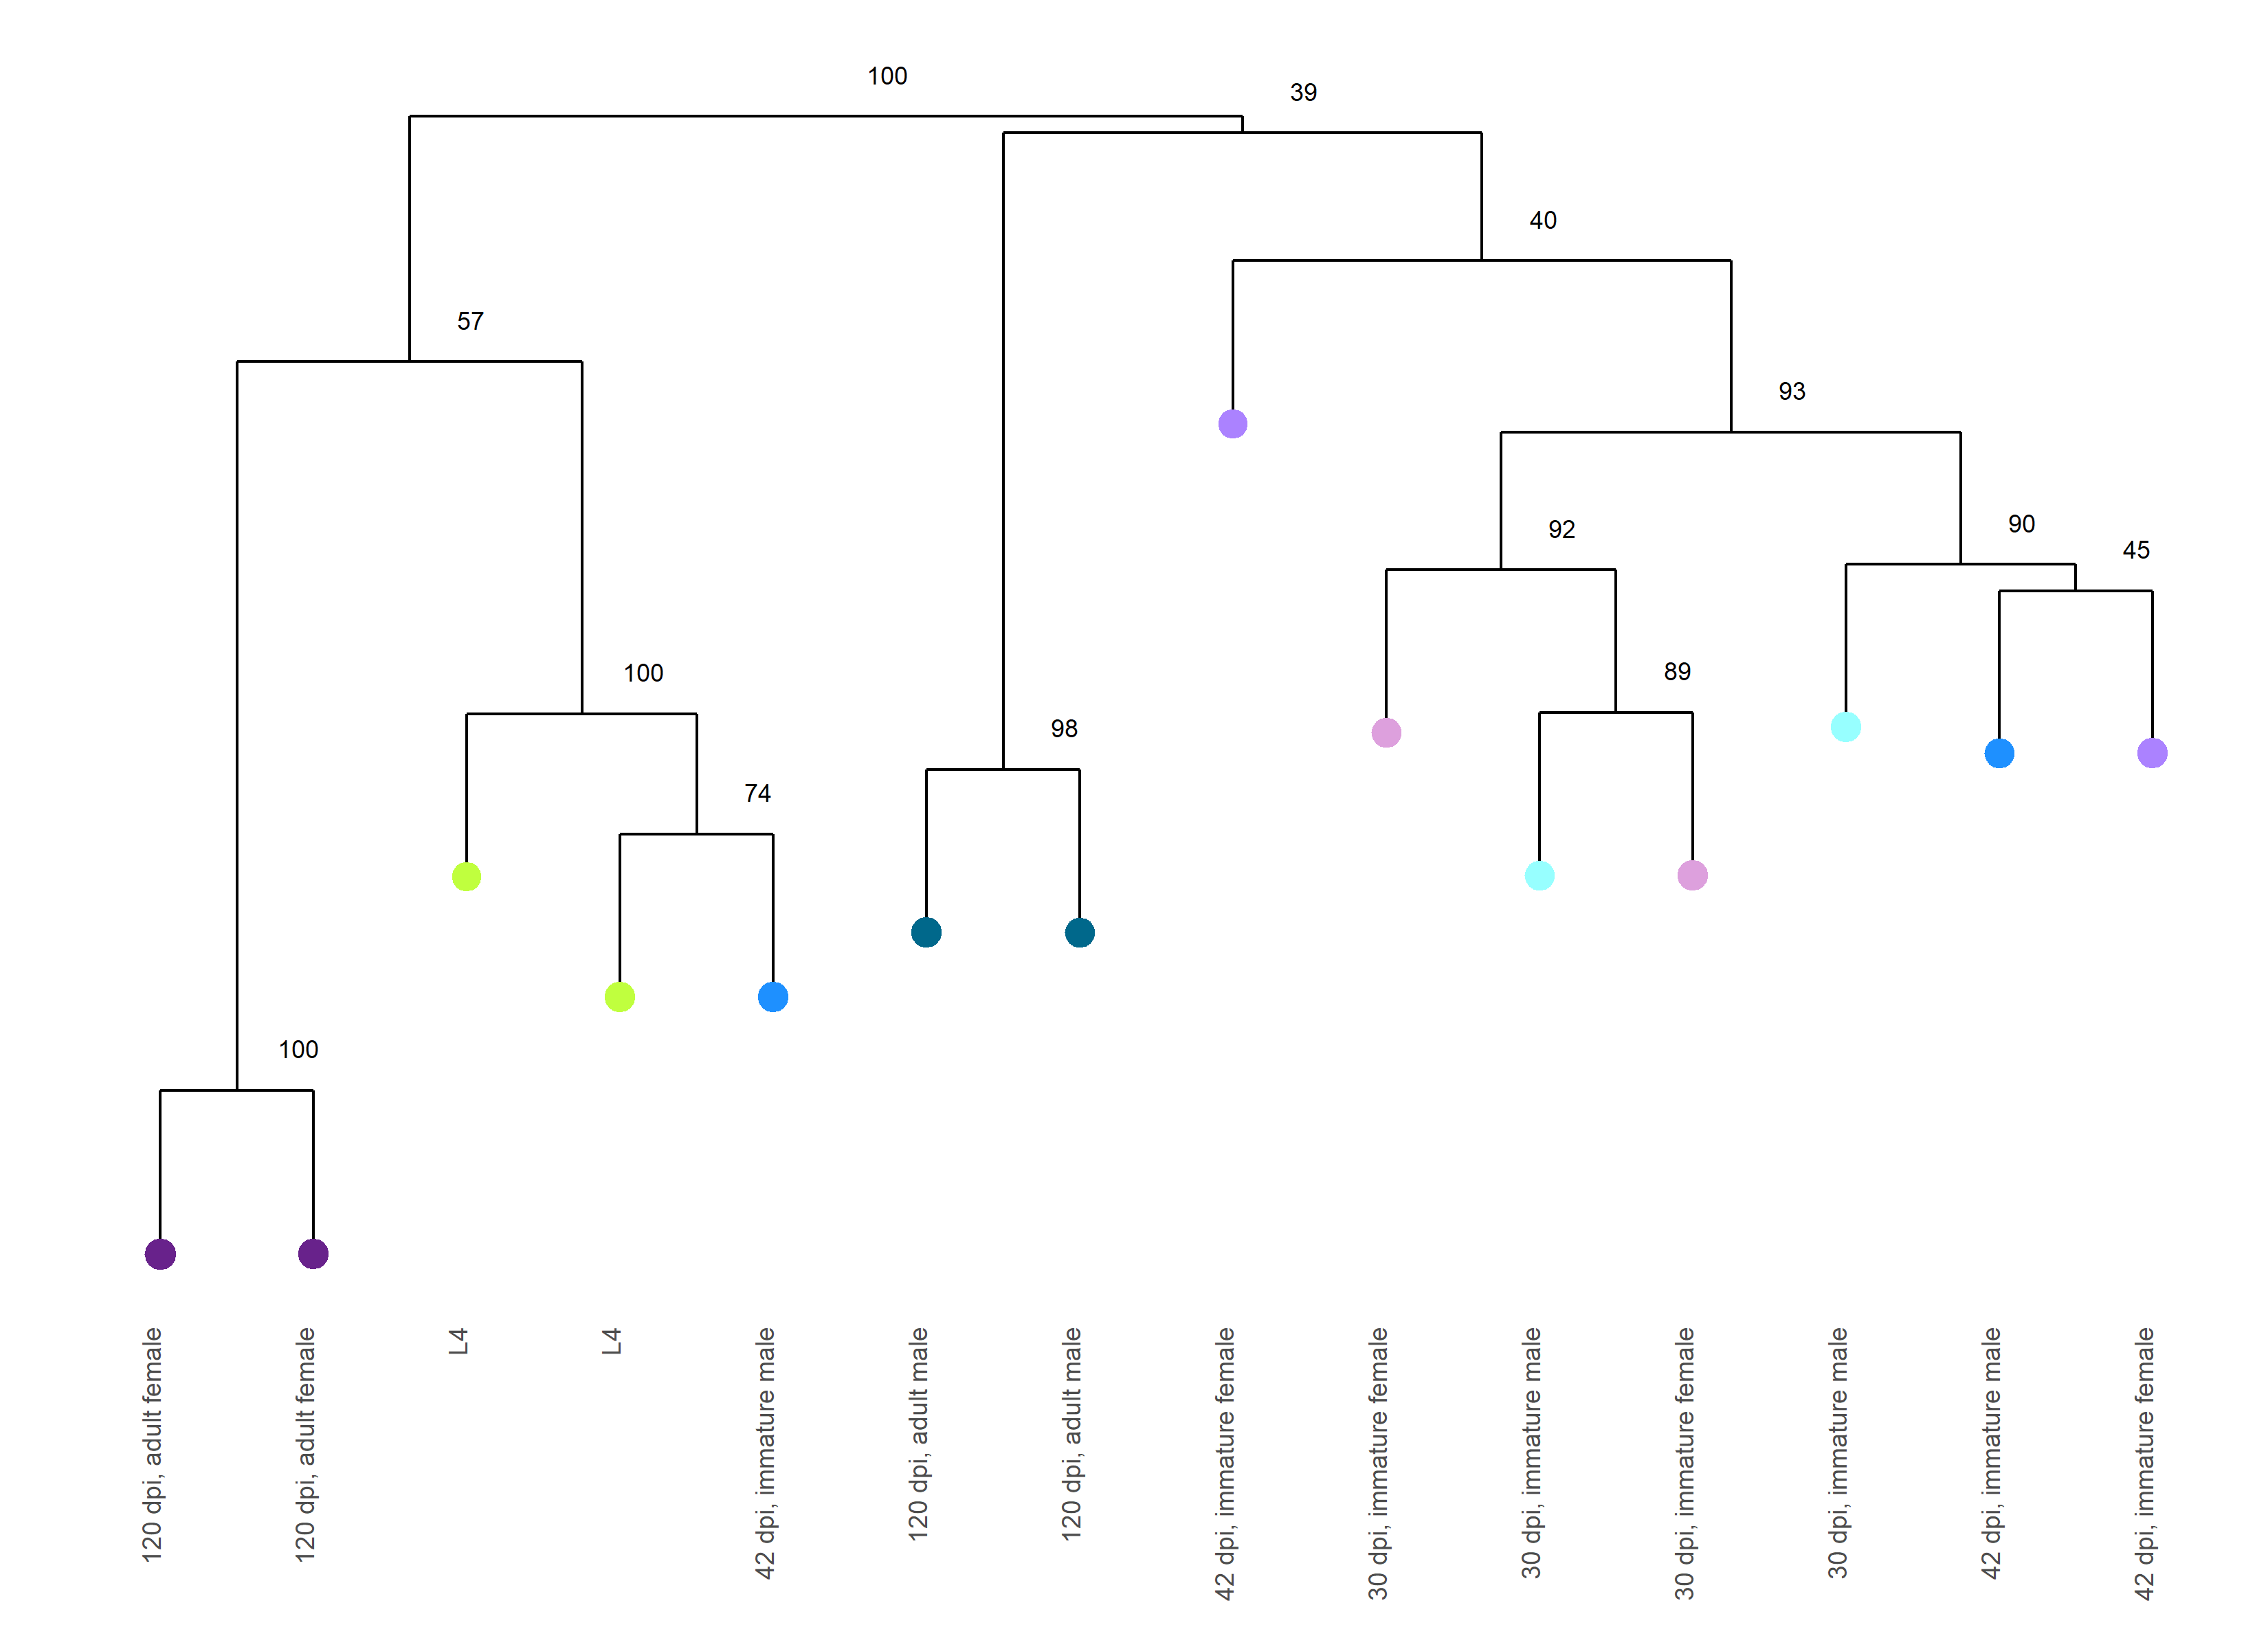 100
39
40
57
93
90
92
45
89
100
98
74
100
120 dpi, adult female
120 dpi, adult female
L4
L4
42 dpi, immature male
120 dpi, adult male
120 dpi, adult male
42 dpi, immature female
30 dpi, immature female
30 dpi, immature male
30 dpi, immature female
30 dpi, immature male
42 dpi, immature male
42 dpi, immature female